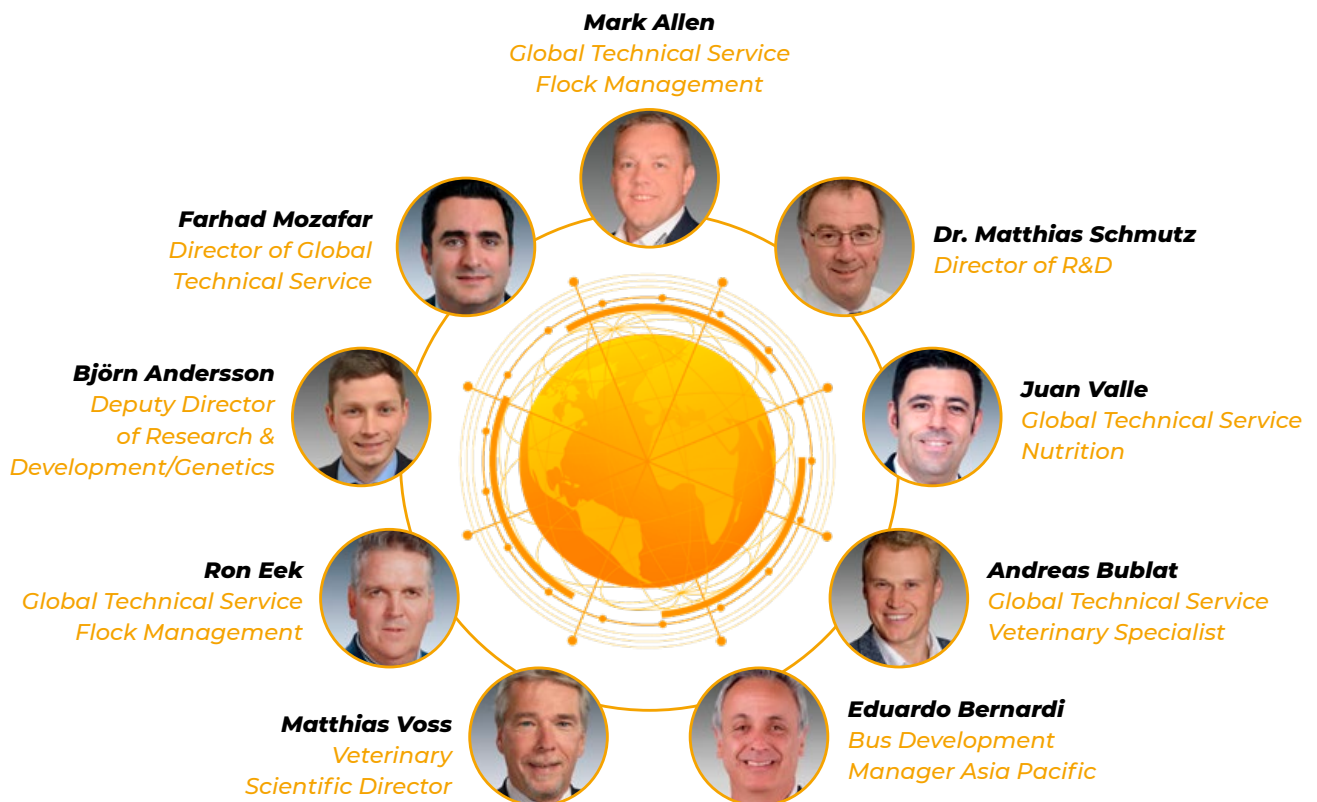 Mark Allen
Global Technical Service
Flock Management
Farhad Mozafar
Director of Global
Technical Service
Dr. Matthias Schmutz
Director of R&D
Björn Andersson
Deputy Director
of Research &
Development/Genetics
Juan Valle
Global Technical Service
Nutrition
Ron Eek
Global Technical Service
Flock Management
Andreas Bublat
Global Technical Service
Veterinary Specialist
Matthias Voss
Veterinary
Scientific Director
Eduardo Bernardi
Bus Development
Manager Asia Pacific